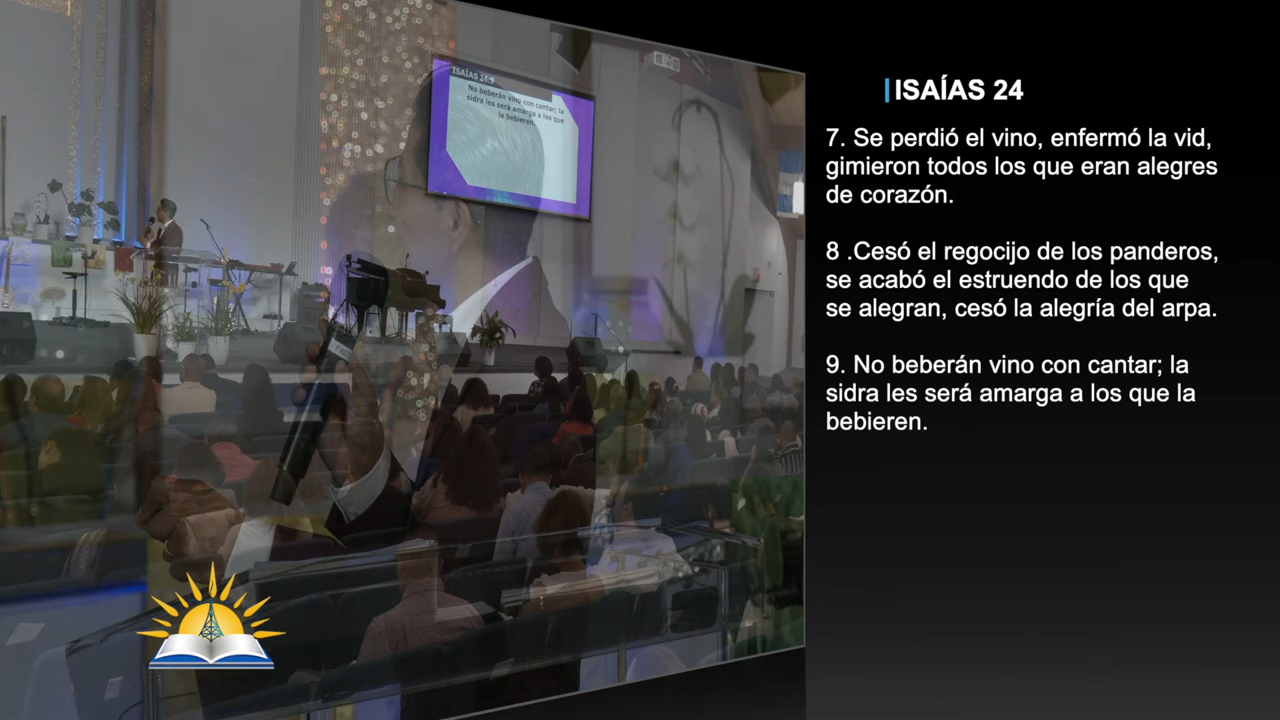 ISAÍAS 24:9
No beberán vino con cantar; la
sidra les será amarga a los que
la bebieren.
ISAÍAS 24
7. Se perdió el vino, enfermó la vid,
gimieron todos los que eran alegres
de corazón.
8 .Cesó el regocijo de los panderos,
se acabó el estruendo de los que
se alegran, cesó la alegría del arpa.
9. No beberán vino con cantar; la
sidra les será amarga a los que la
bebieren.